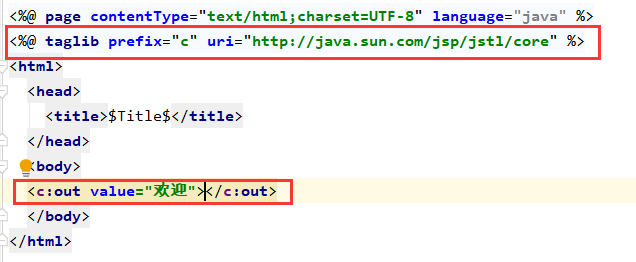 <%@ page contentType="text/html;charset=UTF-8" language="java" %>
<%@ taglib prefix="c" uri="http://java.sun.com/jsp/jstl/core" %>
<html>
<head>
<title>$Title$</title>
</head>
<body>
<c:out value="欢迎"></c:out>
</body>
</html>